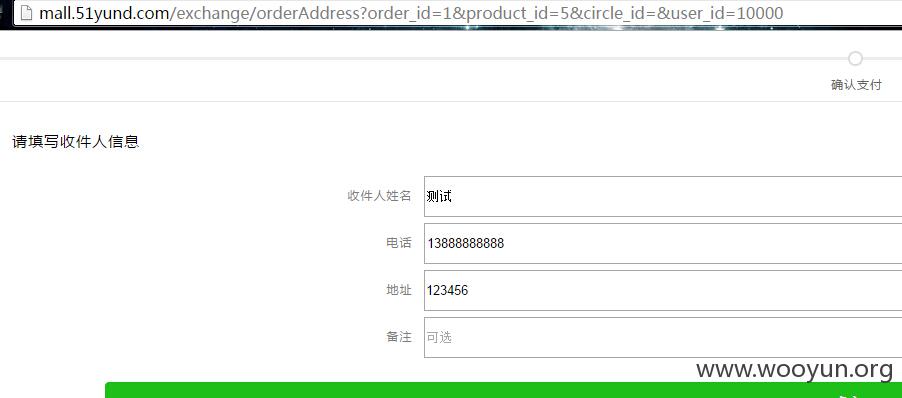 mall.51yund.com/exchange/orderAddress?order_id=1&product_id=5&circle_id=&user_id=10000
确认支付
请填写收件人信息
收件人姓名 测试
电话 13888888888
地址 123456
备注 可选
www.wooyun.org